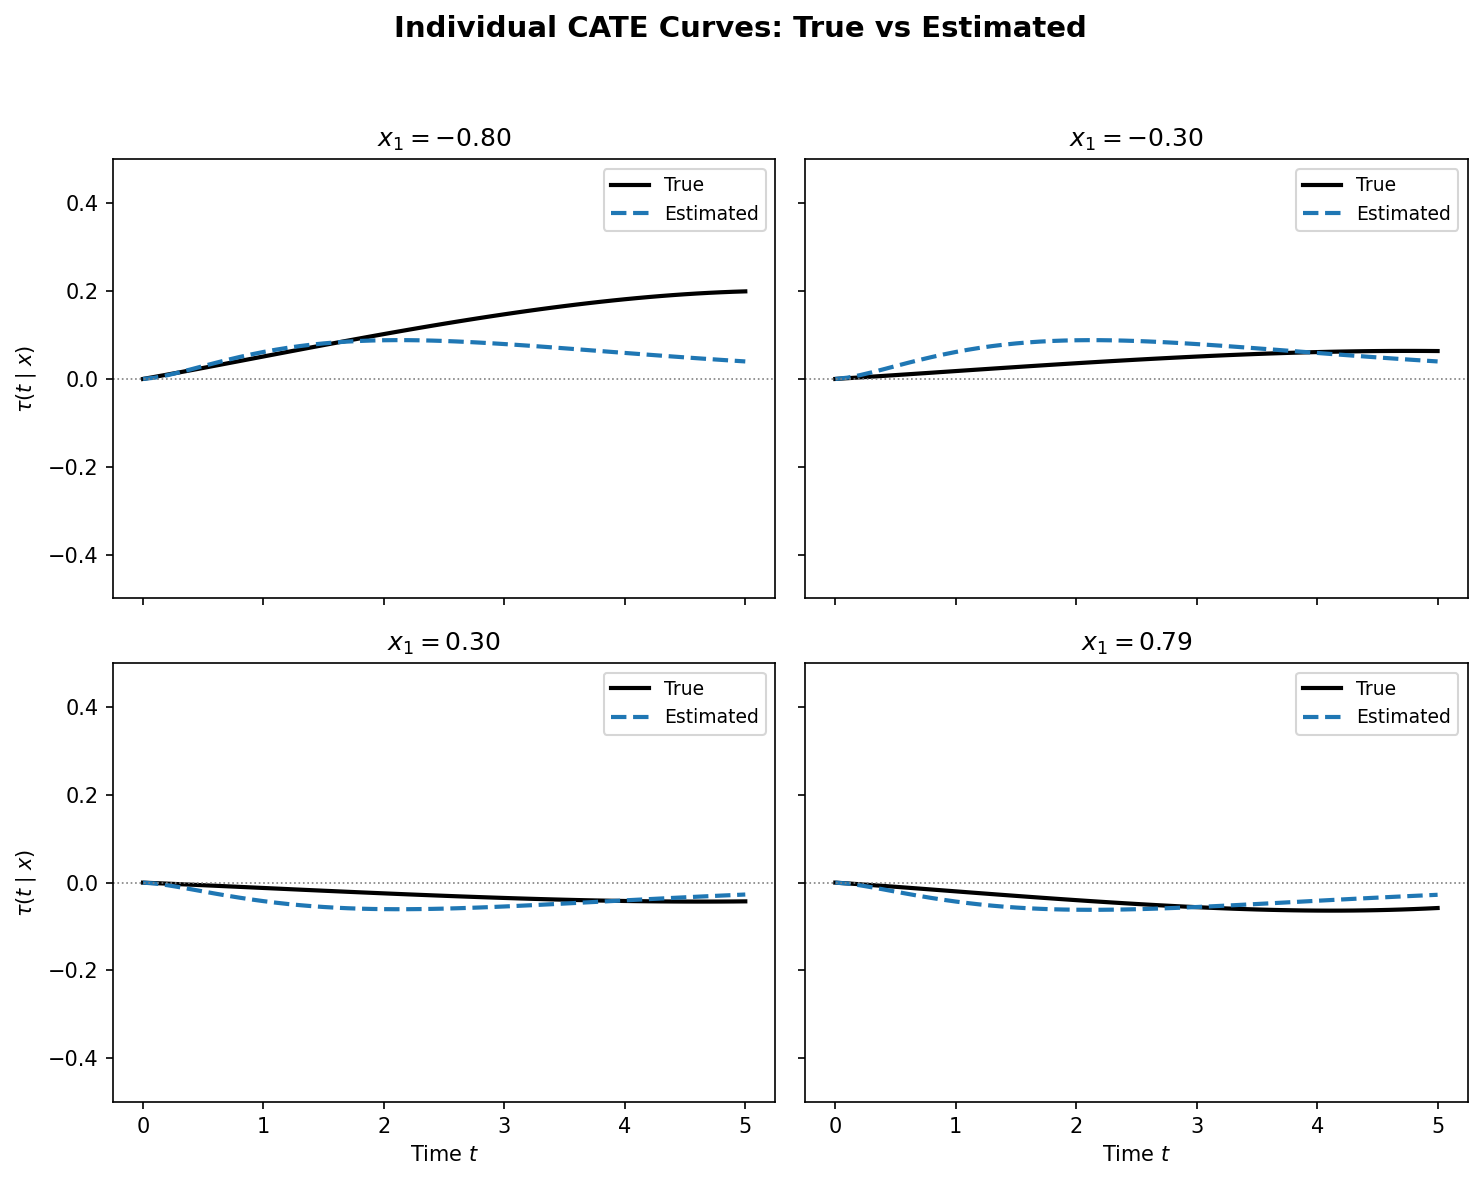 Individual CATE Curves: True vs Estimated
x₁ = −0.80
True
Estimated
0.4
0.2
0.0
−0.2
−0.4
τ(t | x)
x₁ = −0.30
True
Estimated
x₁ = 0.30
True
Estimated
0.4
0.2
0.0
−0.2
−0.4
τ(t | x)
0 1 2 3 4 5
Time t
x₁ = 0.79
True
Estimated
0 1 2 3 4 5
Time t